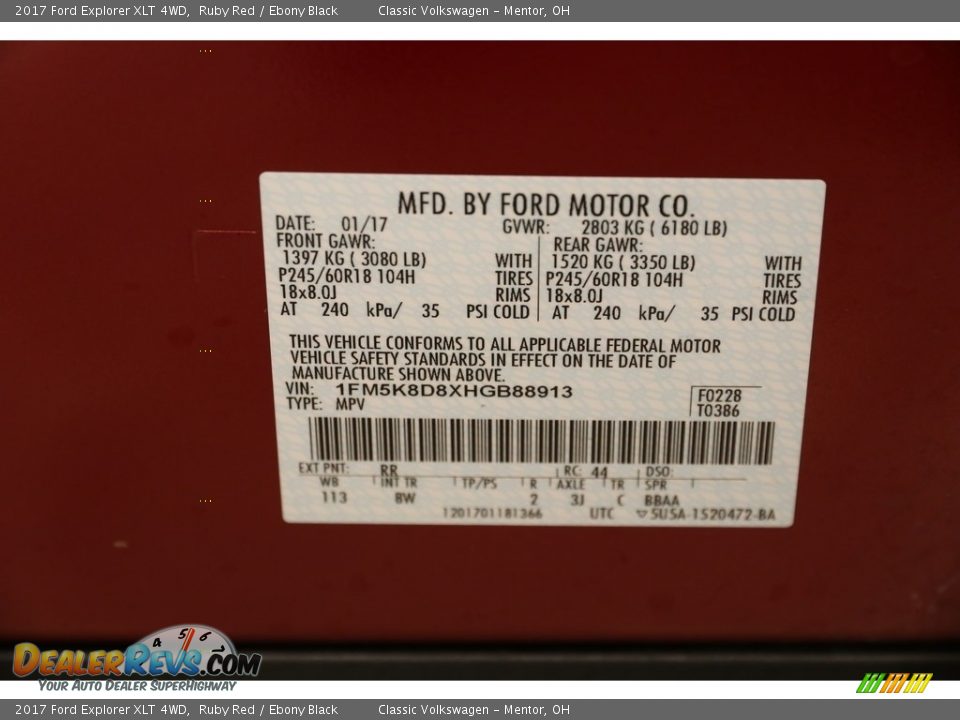 2017 Ford Explorer XLT 4WD, Ruby Red / Ebony Black Classic Volkswagen - Mentor, OH
MFD. BY FORD MOTOR CO.
DATE: 01/17 GVWR: 2803 KG ( 6180 LB)
FRONT GAWR: REAR GAWR:
1397 KG ( 3080 LB) WITH 1520 KG ( 3350 LB) WITH
P245/60R18 104H TIRES P245/60R18 104H TIRES
18x8.0J RIMS 18x8.0J RIMS
AT 240 kPa/ 35 PSI COLD AT 240 kPa/ 35 PSI COLD
THIS VEHICLE CONFORMS TO ALL APPLICABLE FEDERAL MOTOR
VEHICLE SAFETY STANDARDS IN EFFECT ON THE DATE OF
MANUFACTURE SHOWN ABOVE.
VIN: 1FM5K8D8XHGB88913 F0228
TYPE: MPV T0386
EXT PNT: RR RC: 44 DSO:
WB INT TR TP/PS R AXLE TR SPR
113 8W 2 3J C BBAA
1201701181366 UTC 5U5A-1520472-BA
4 5 6
DEALERREVS.COM
YOUR AUTO DEALER SUPERHIGHWAY
2017 Ford Explorer XLT 4WD, Ruby Red / Ebony Black Classic Volkswagen - Mentor, OH